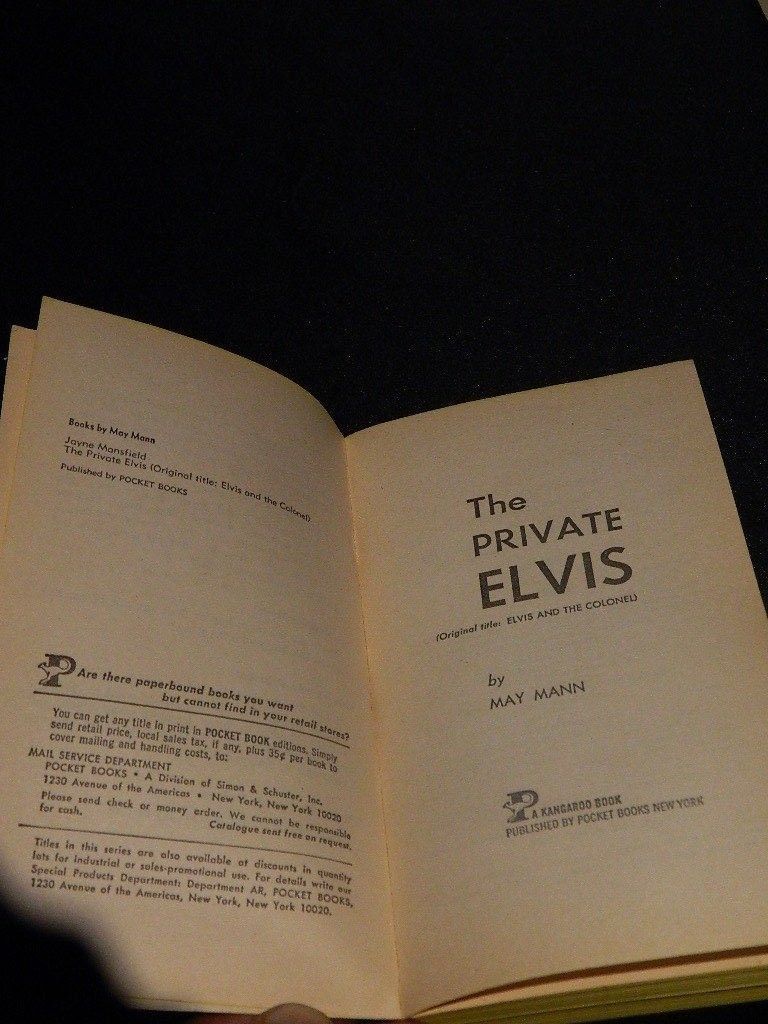 Books by May Mann
Jayne Mansfield
The Private Elvis (Original title: Elvis and the Colonel)
Published by POCKET BOOKS
Are there paperbound books you want
but cannot find in your retail stores?
You can get any title in print in POCKET BOOK editions. Simply
send retail price, local sales tax, if any, plus 35¢ per book to
cover mailing and handling costs, to:
MAIL SERVICE DEPARTMENT
POCKET BOOKS • A Division of Simon & Schuster, Inc.
1230 Avenue of the Americas • New York, New York 10020
Please send check or money order. We cannot be responsible
for cash.
Catalogue sent free on request.
Titles in this series are also available at discounts in quantity
lots for industrial or sales-promotional use. For details write our
Special Products Department: Department AR, POCKET BOOKS,
1230 Avenue of the Americas, New York, New York 10020.
The
PRIVATE
ELVIS
(Original title: ELVIS AND THE COLONEL)
by
MAY MANN
A KANGAROO BOOK
PUBLISHED BY POCKET BOOKS NEW YORK